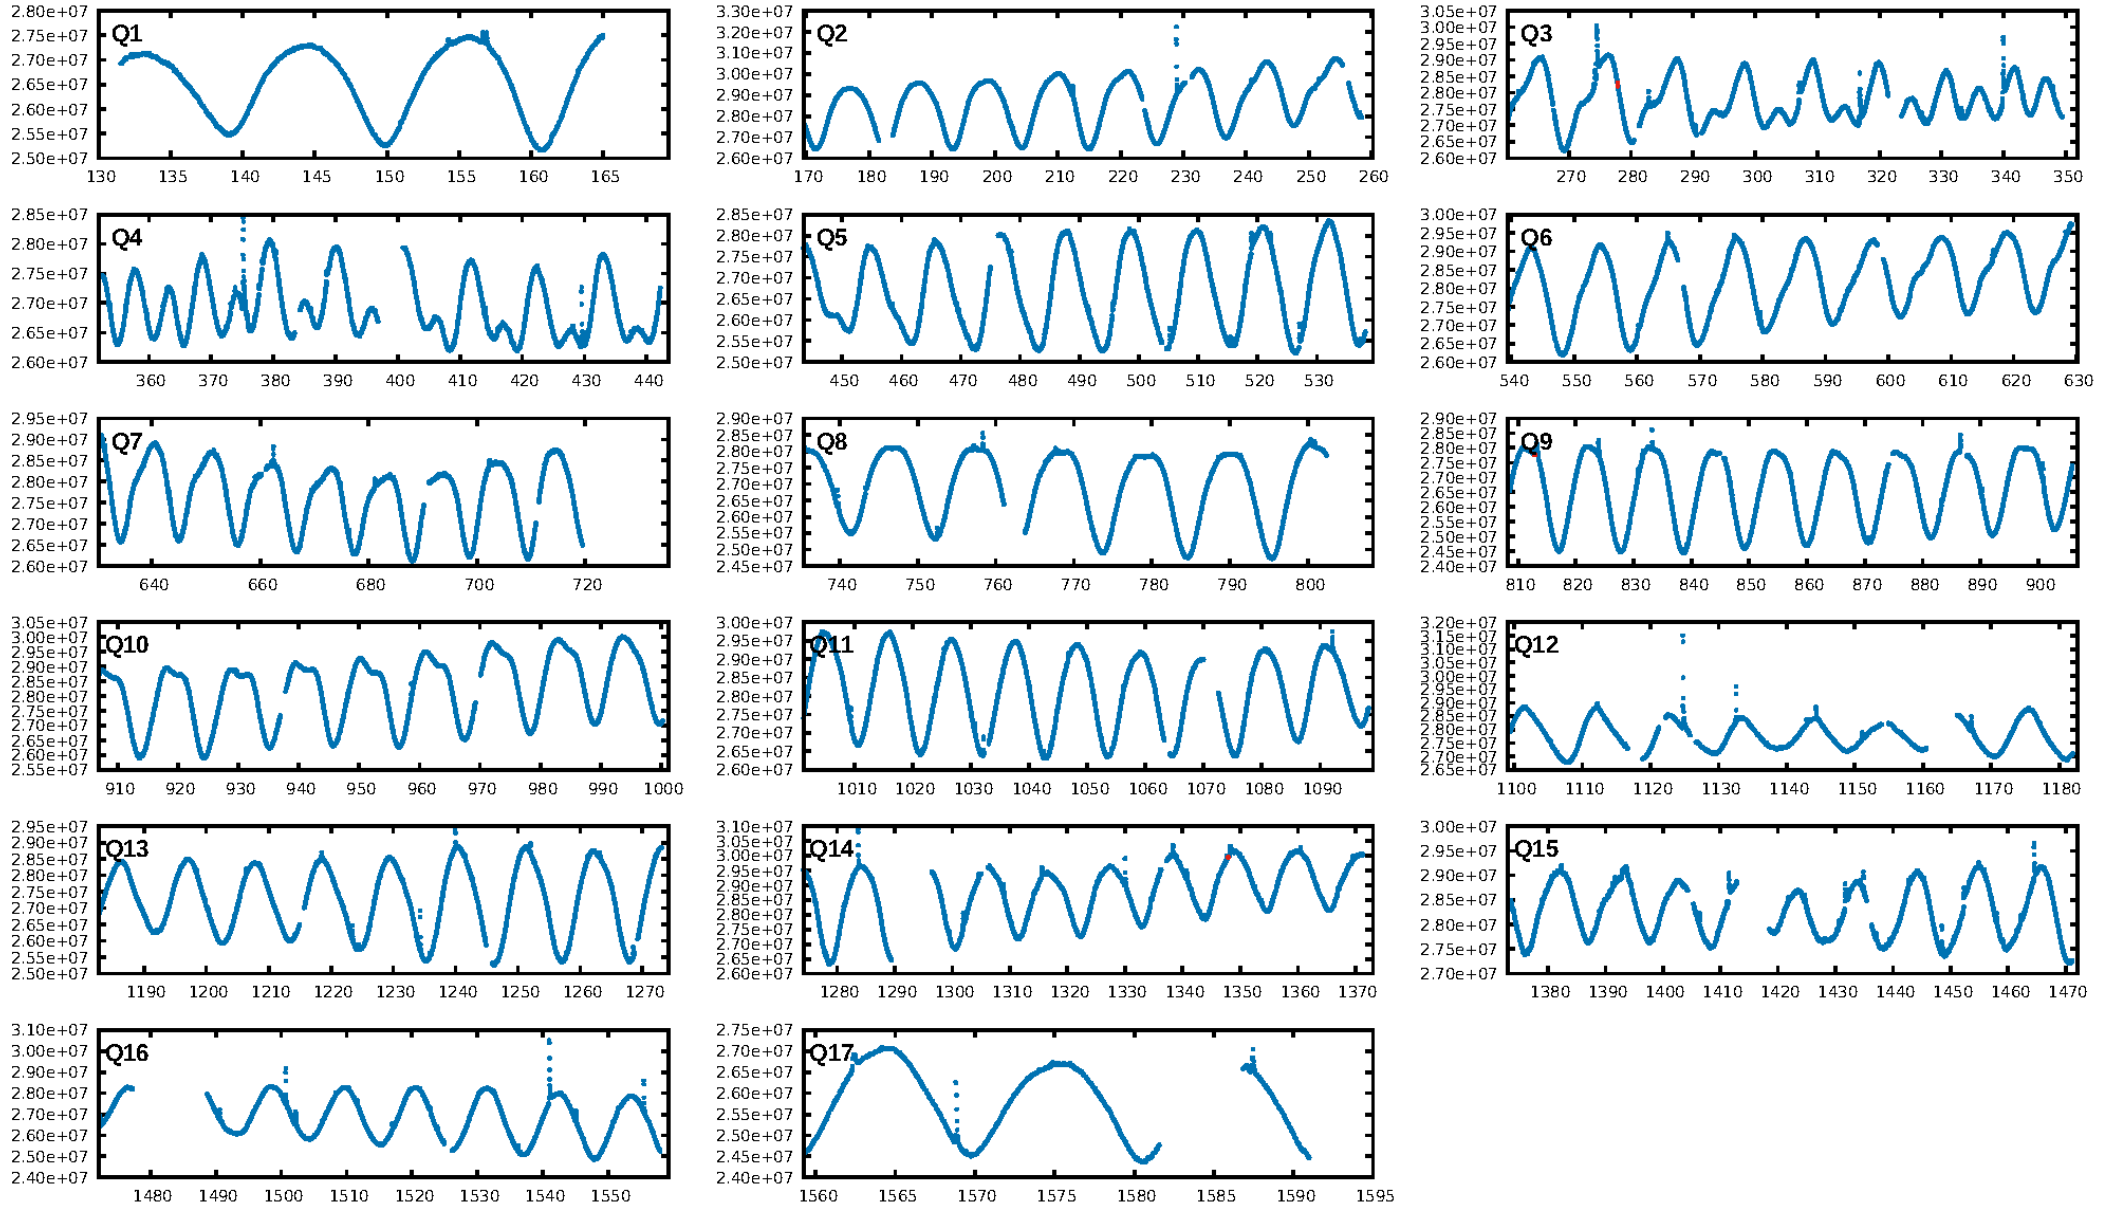 Q1
2.80e+07
2.75e+07
2.70e+07
2.65e+07
2.60e+07
2.55e+07
2.50e+07
130 135 140 145 150 155 160 165
Q2
3.30e+07
3.20e+07
3.10e+07
3.00e+07
2.90e+07
2.80e+07
2.70e+07
2.60e+07
170 180 190 200 210 220 230 240 250 260
Q3
3.05e+07
3.00e+07
2.95e+07
2.90e+07
2.85e+07
2.80e+07
2.75e+07
2.70e+07
2.65e+07
2.60e+07
270 280 290 300 310 320 330 340 350
Q4
2.85e+07
2.80e+07
2.75e+07
2.70e+07
2.65e+07
2.60e+07
360 370 380 390 400 410 420 430 440
Q5
2.85e+07
2.80e+07
2.75e+07
2.70e+07
2.65e+07
2.60e+07
2.55e+07
2.50e+07
450 460 470 480 490 500 510 520 530
Q6
3.00e+07
2.95e+07
2.90e+07
2.85e+07
2.80e+07
2.75e+07
2.70e+07
2.65e+07
2.60e+07
540 550 560 570 580 590 600 610 620 630
Q7
2.95e+07
2.90e+07
2.85e+07
2.80e+07
2.75e+07
2.70e+07
2.65e+07
2.60e+07
640 660 680 700 720
Q8
2.90e+07
2.85e+07
2.80e+07
2.75e+07
2.70e+07
2.65e+07
2.60e+07
2.55e+07
2.50e+07
2.45e+07
740 750 760 770 780 790 800
Q9
2.90e+07
2.85e+07
2.80e+07
2.75e+07
2.70e+07
2.65e+07
2.60e+07
2.55e+07
2.50e+07
2.45e+07
2.40e+07
810 820 830 840 850 860 870 880 890 900
Q10
3.05e+07
3.00e+07
2.95e+07
2.90e+07
2.85e+07
2.80e+07
2.75e+07
2.70e+07
2.65e+07
2.60e+07
2.55e+07
910 920 930 940 950 960 970 980 990 1000
Q11
3.00e+07
2.95e+07
2.90e+07
2.85e+07
2.80e+07
2.75e+07
2.70e+07
2.65e+07
2.60e+07
1010 1020 1030 1040 1050 1060 1070 1080 1090
Q12
3.20e+07
3.15e+07
3.10e+07
3.05e+07
3.00e+07
2.95e+07
2.90e+07
2.85e+07
2.80e+07
2.75e+07
2.70e+07
2.65e+07
1100 1110 1120 1130 1140 1150 1160 1170 1180
Q13
2.95e+07
2.90e+07
2.85e+07
2.80e+07
2.75e+07
2.70e+07
2.65e+07
2.60e+07
2.55e+07
2.50e+07
1190 1200 1210 1220 1230 1240 1250 1260 1270
Q14
3.10e+07
3.05e+07
3.00e+07
2.95e+07
2.90e+07
2.85e+07
2.80e+07
2.75e+07
2.70e+07
2.65e+07
2.60e+07
1280 1290 1300 1310 1320 1330 1340 1350 1360 1370
Q15
3.00e+07
2.95e+07
2.90e+07
2.85e+07
2.80e+07
2.75e+07
2.70e+07
1380 1390 1400 1410 1420 1430 1440 1450 1460 1470
Q16
3.10e+07
3.00e+07
2.90e+07
2.80e+07
2.70e+07
2.60e+07
2.50e+07
2.40e+07
1480 1490 1500 1510 1520 1530 1540 1550
Q17
2.75e+07
2.70e+07
2.65e+07
2.60e+07
2.55e+07
2.50e+07
2.45e+07
2.40e+07
1560 1565 1570 1575 1580 1585 1590 1595